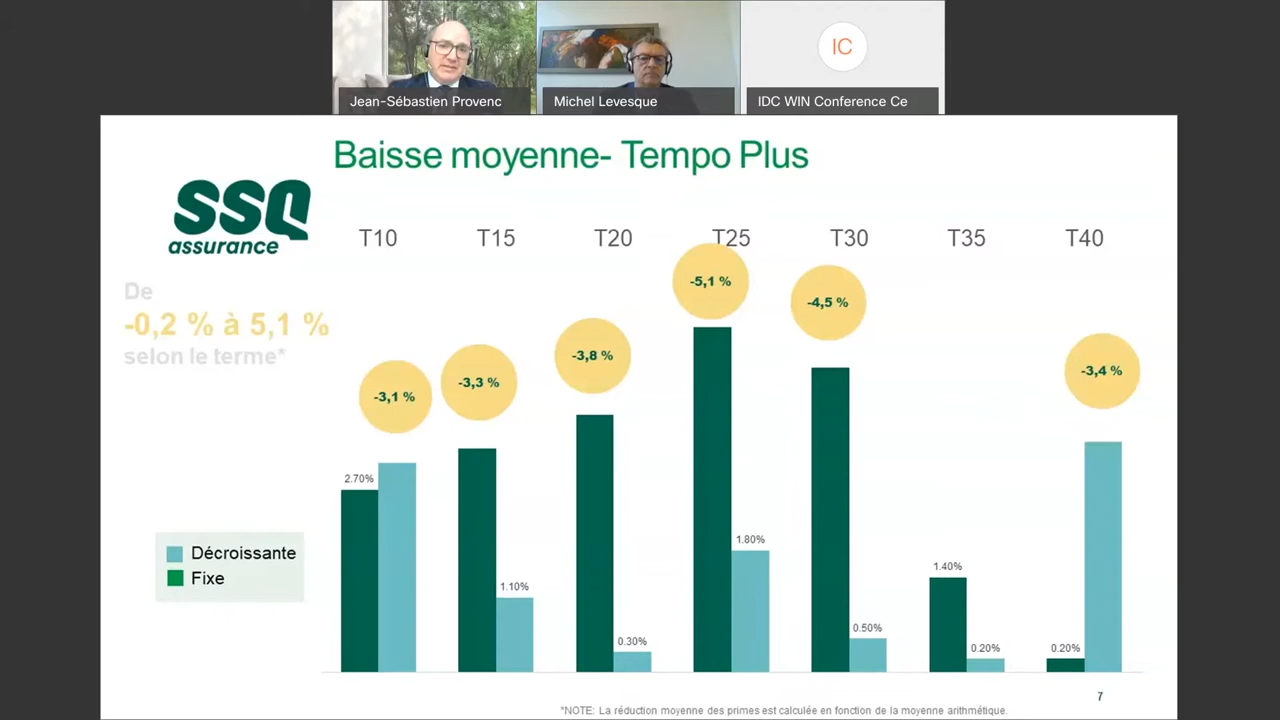 IC
Jean-Sébastien Provenc
Michel Levesque
IDC WIN Conference Ce
Baisse moyenne- Tempo Plus
SSQ
assurance
T10 T15 T20 T25 T30 T35 T40
De
-0,2 % à 5,1 %
selon le terme*
-3,1 %
-3,3 %
-3,8 %
-5,1 %
-4,5 %
-3,4 %
2.70%
1.10%
0.30%
1.80%
0.50%
1.40%
0.20%
0.20%
Décroissante
Fixe
7
*NOTE: La réduction moyenne des primes est calculée en fonction de la moyenne arithmétique.